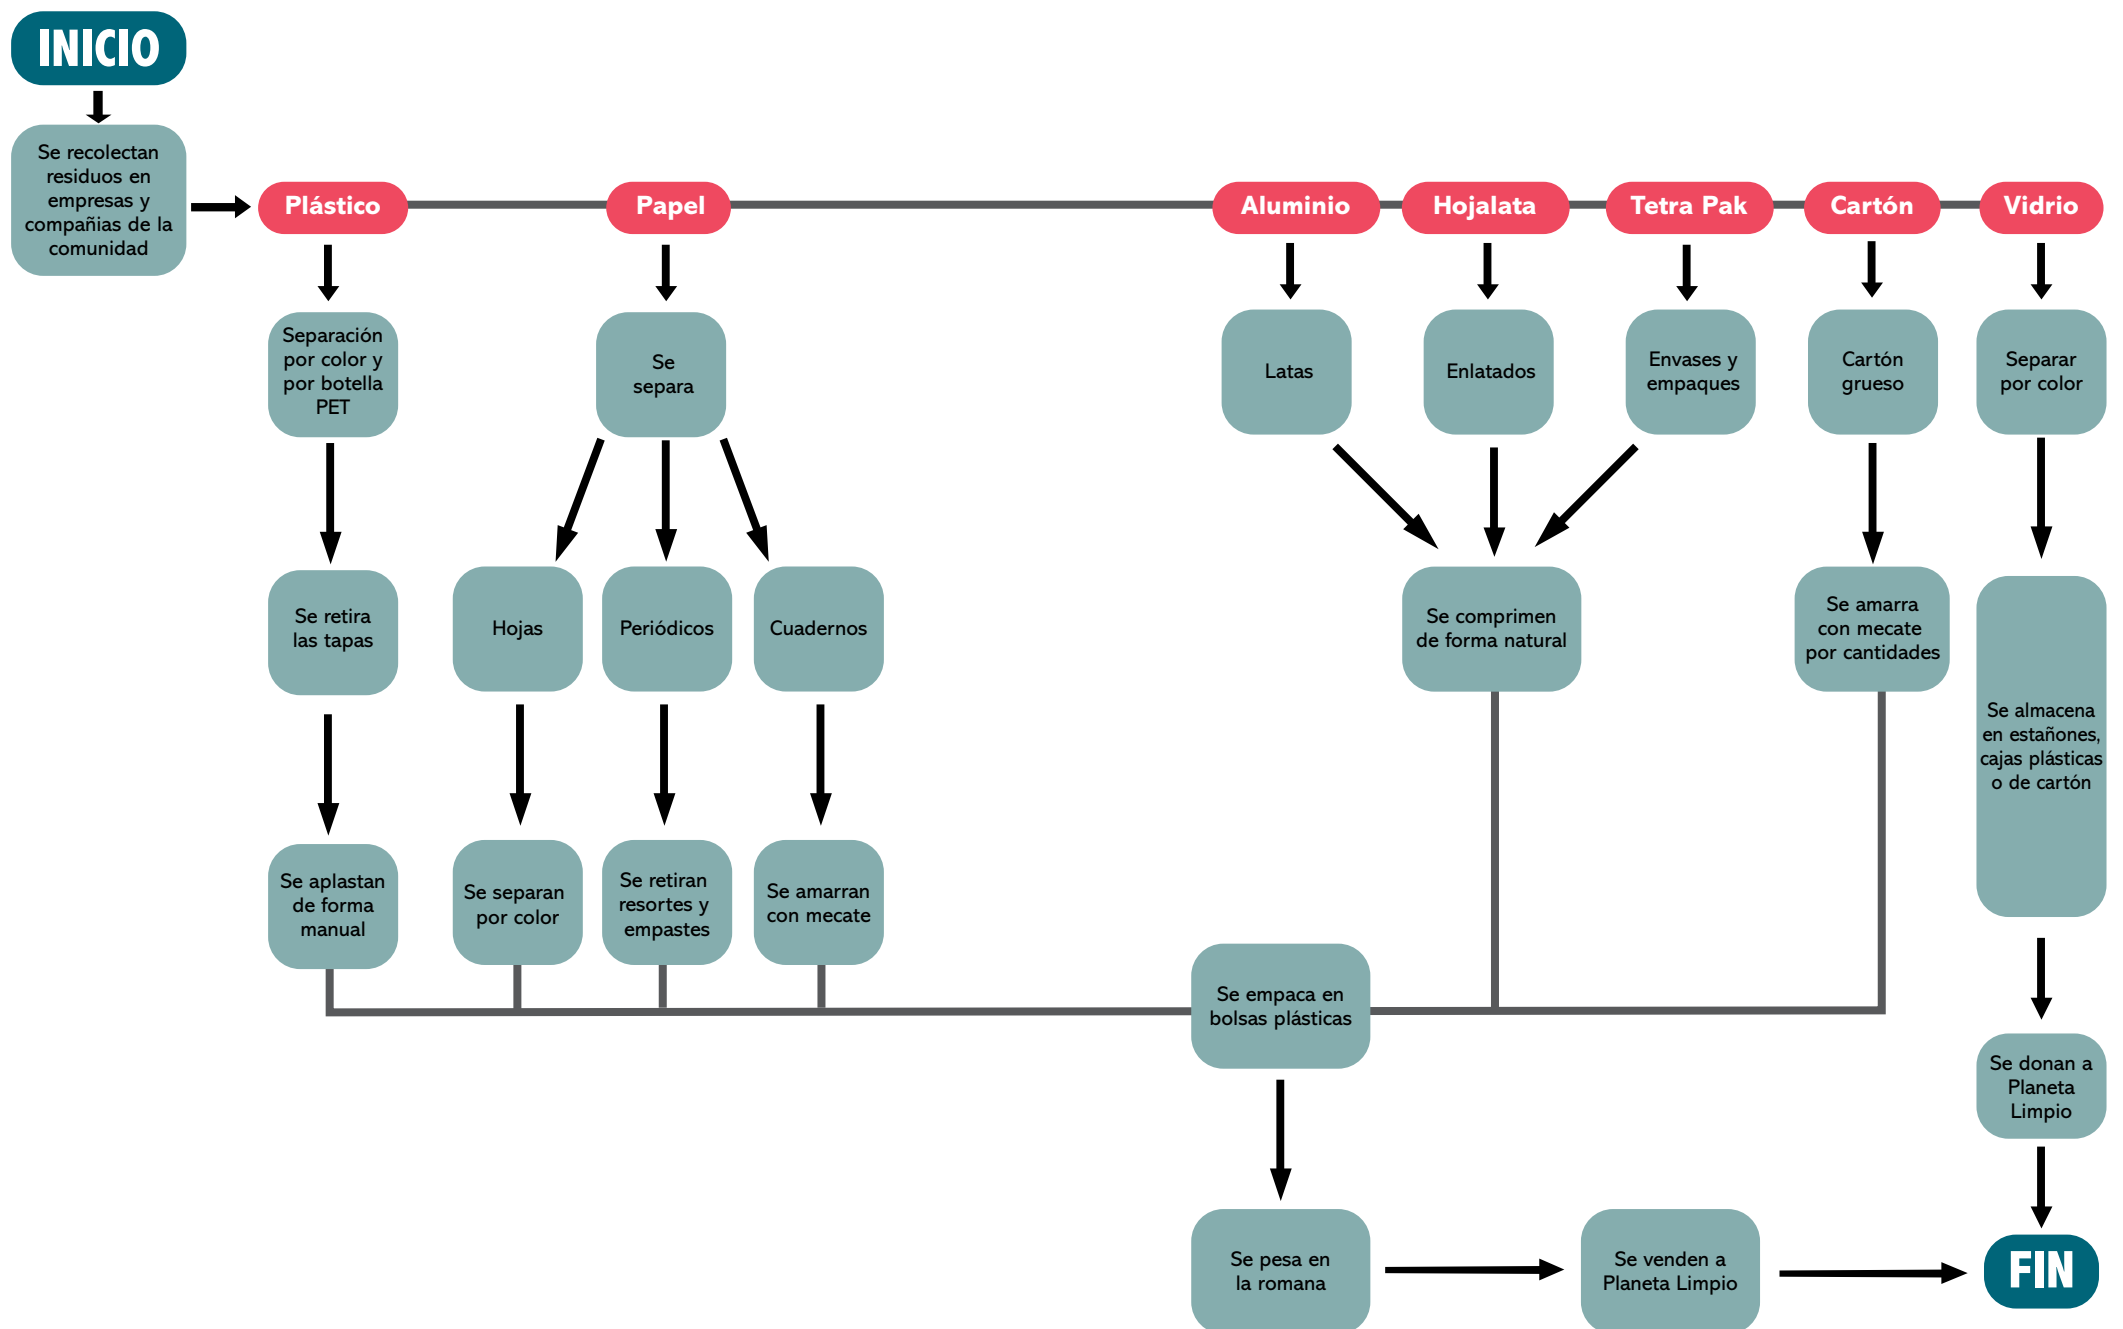 INICIO
Se recolectan
residuos en
empresas y
compañias de la
comunidad
Plástico
Papel
Aluminio
Hojalata
Tetra Pak
Cartón
Vidrio
Separación
por color y
por botella
PET
Se
separa
Latas
Enlatados
Envases y
empaques
Cartón
grueso
Separar
por color
Se retira
las tapas
Hojas
Periódicos
Cuadernos
Se comprimen
de forma natural
Se amarra
con mecate
por cantidades
Se almacena
en estañones,
cajas plásticas
o de cartón
Se aplastan
de forma
manual
Se separan
por color
Se retiran
resortes y
empastes
Se amarran
con mecate
Se empaca en
bolsas plásticas
Se donan a
Planeta
Limpio
Se pesa en
la romana
Se venden a
Planeta Limpio
FIN